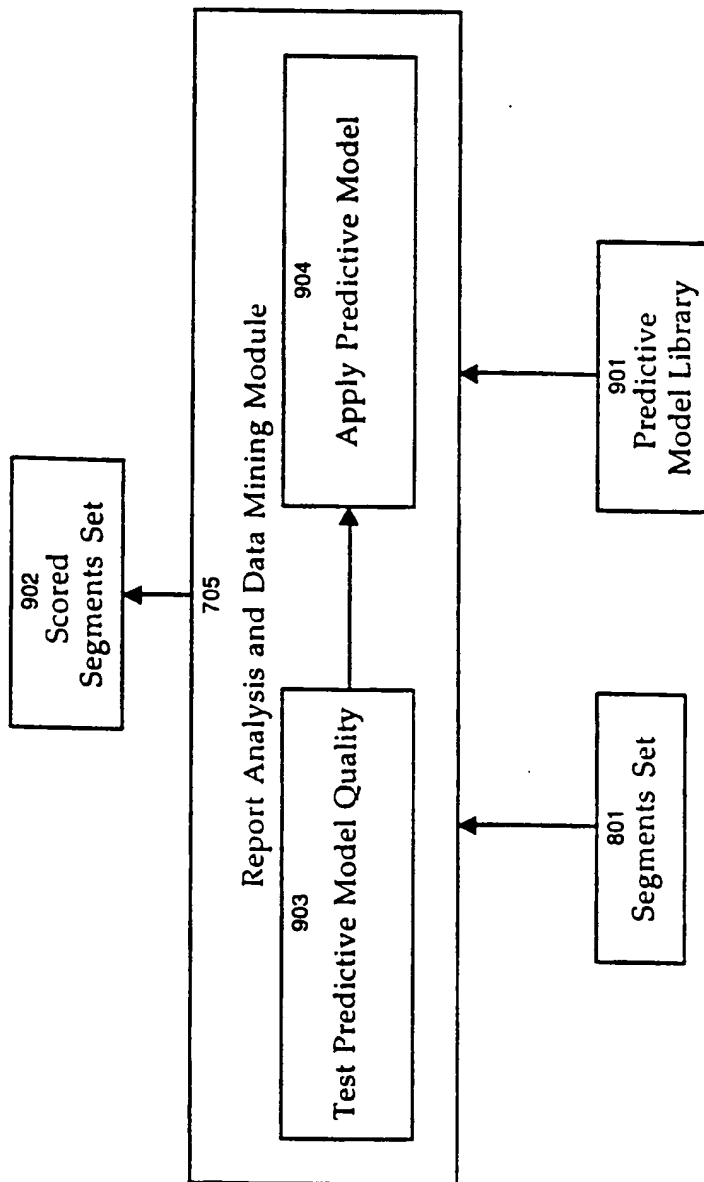 902
Scored
Segments Set
705
Report Analysis and Data Mining Module
903
Test Predictive Model Quality
904
Apply Predictive Model
801
Segments Set
901
Predictive
Model Library